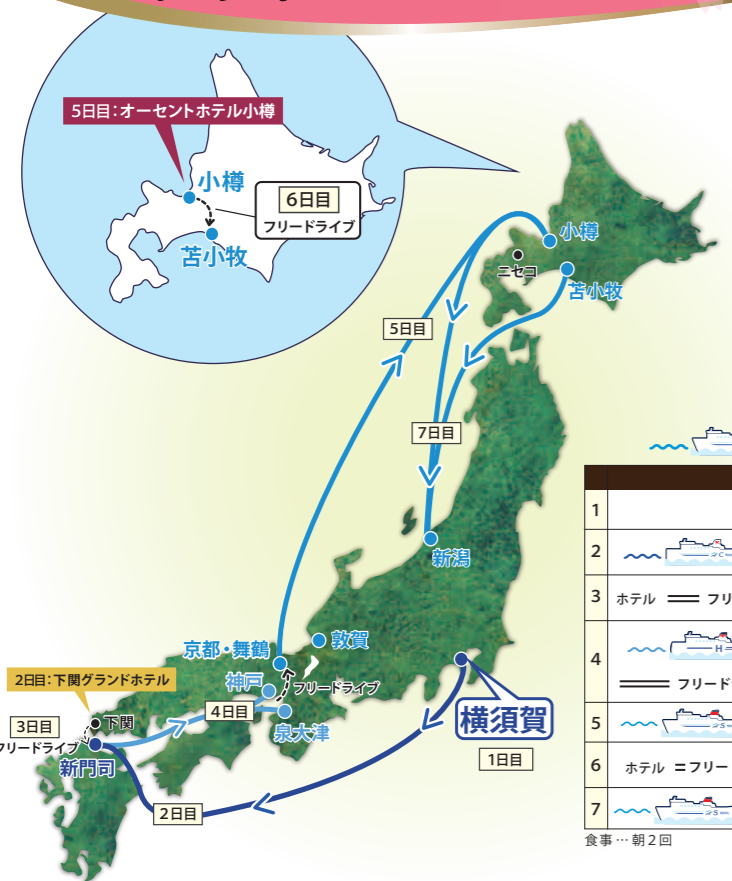 5日目：オーセントホテル小樽
小樽
6日目
フリードライブ
苫小牧
小樽
ニセコ
苫小牧
5日目
7日目
新潟
京都・舞鶴
敦賀
神戸
フリードライブ
2日目：下関グランドホテル
下関
3日目
フリードライブ
新門司
4日目
泉大津
横須賀
1日目
2日目
1
2
3 ホテル フリ
4
フリード
5
6 ホテル フリー
7
食事…朝2回